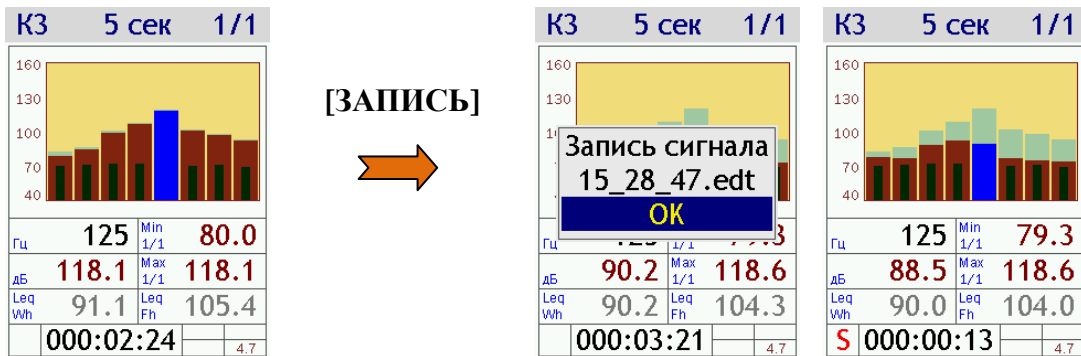 К3 5 сек 1/1
160
130
100
70
40
Гц 125 Min 1/1 80.0
дБ 118.1 Max 1/1 118.1
Leq Wh 91.1 Leq Fh 105.4
000:02:24 4.7
[ЗАПИСЬ]
К3 5 сек 1/1
160
130
Запись сигнала
15_28_47.edt
OK
Гц
дБ 90.2 Max 1/1 118.6
Leq Wh 90.2 Leq Fh 104.3
000:03:21 4.7
К3 5 сек 1/1
160
130
100
70
40
Гц 125 Min 1/1 79.3
дБ 88.5 Max 1/1 118.6
Leq Wh 90.0 Leq Fh 104.0
S 000:00:13 4.7